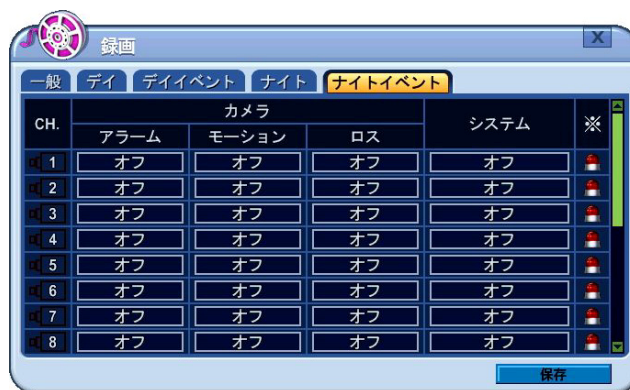 録画
X
一般 デイ デイイベント ナイト ナイトイベント
CH. カメラ システム ※
アラーム モーション ロス
1 オフ オフ オフ オフ
2 オフ オフ オフ オフ
3 オフ オフ オフ オフ
4 オフ オフ オフ オフ
5 オフ オフ オフ オフ
6 オフ オフ オフ オフ
7 オフ オフ オフ オフ
8 オフ オフ オフ オフ
保存